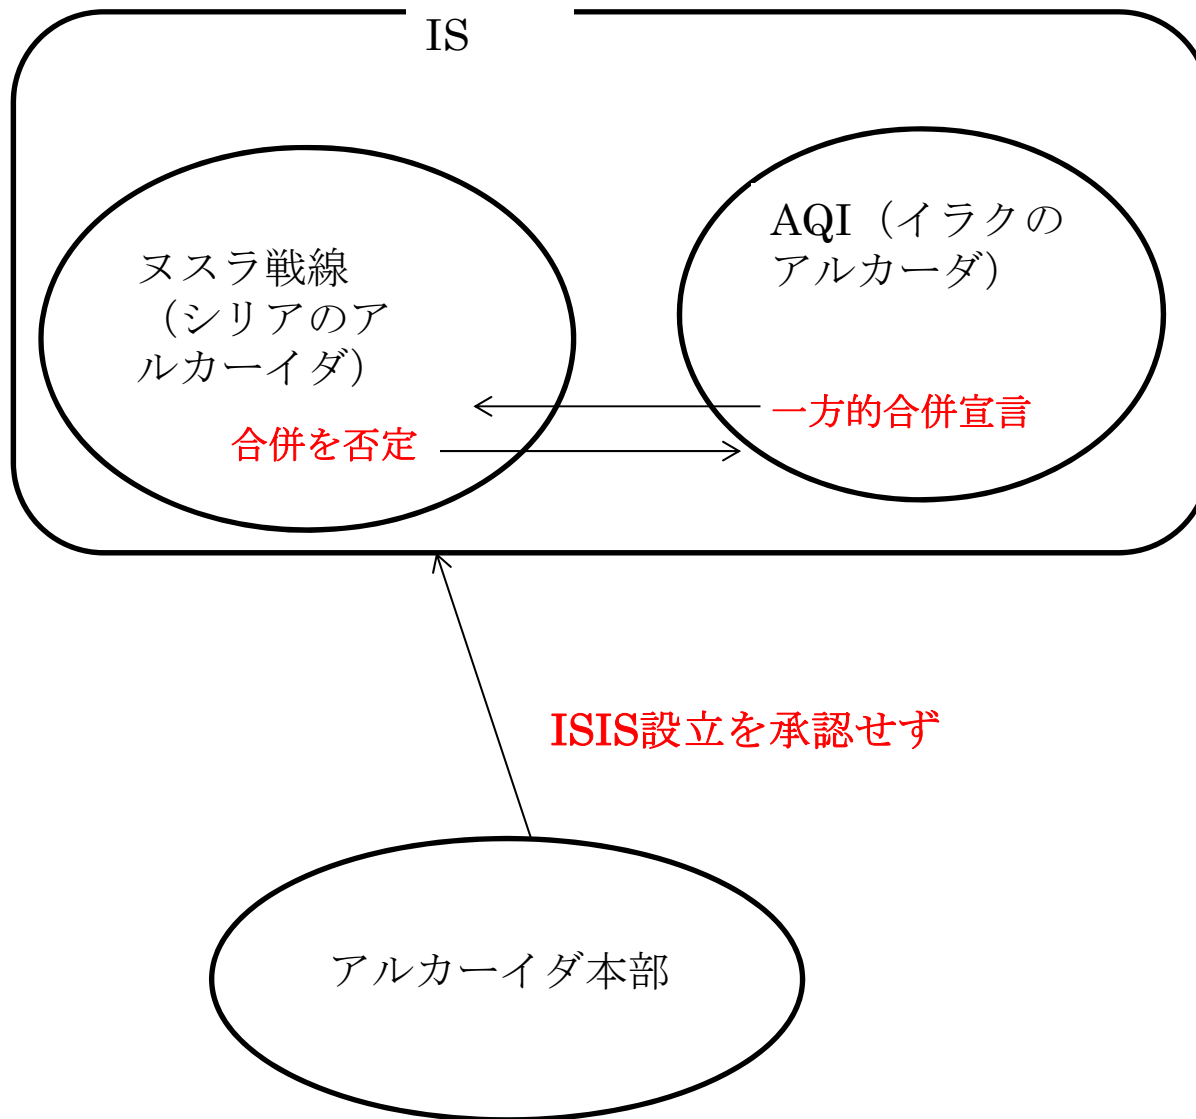 IS
ヌスラ戦線
（シリアのア
ルカーイダ）
合併を否定
AQI（イラクの
アルカーダ）
一方的合併宣言
ISIS設立を承認せず
アルカーイダ本部